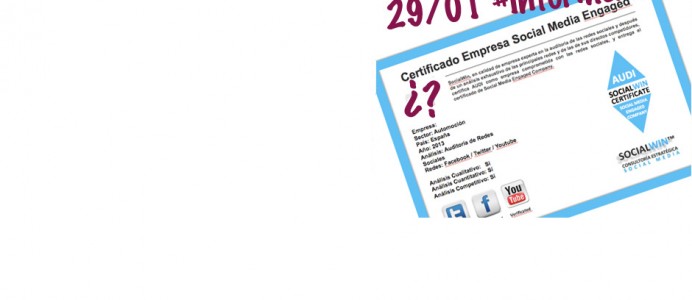 29/01
Certificado Empresa Social Media Engaged
SocialWin, en calidad de empresa experta en la auditoría de las redes sociales y después
de un análisis exhaustivo de las principales redes y de las de sus directos competidores,
certifica AUDI como empresa comprometida con las redes sociales, y entrega el
certificado de Social Media Engaged Company.
¿?
Empresa:
Sector: Automoción
País: España
Año: 2013
Análisis: Auditoría de Redes
Sociales
Redes: Facebook / Twitter / Youtube
Análisis Cualitativo: Sí
Análisis Cuantitativo: Sí
Análisis Competitivo: Sí
AUDI
SOCIALWIN
CERTIFICATE
SOCIAL MEDIA
ENGAGED
COMPANY
SOCIALWIN™
CONSULTORÍA ESTRATÉGICA
SOCIAL MEDIA
You
Tube
Verified